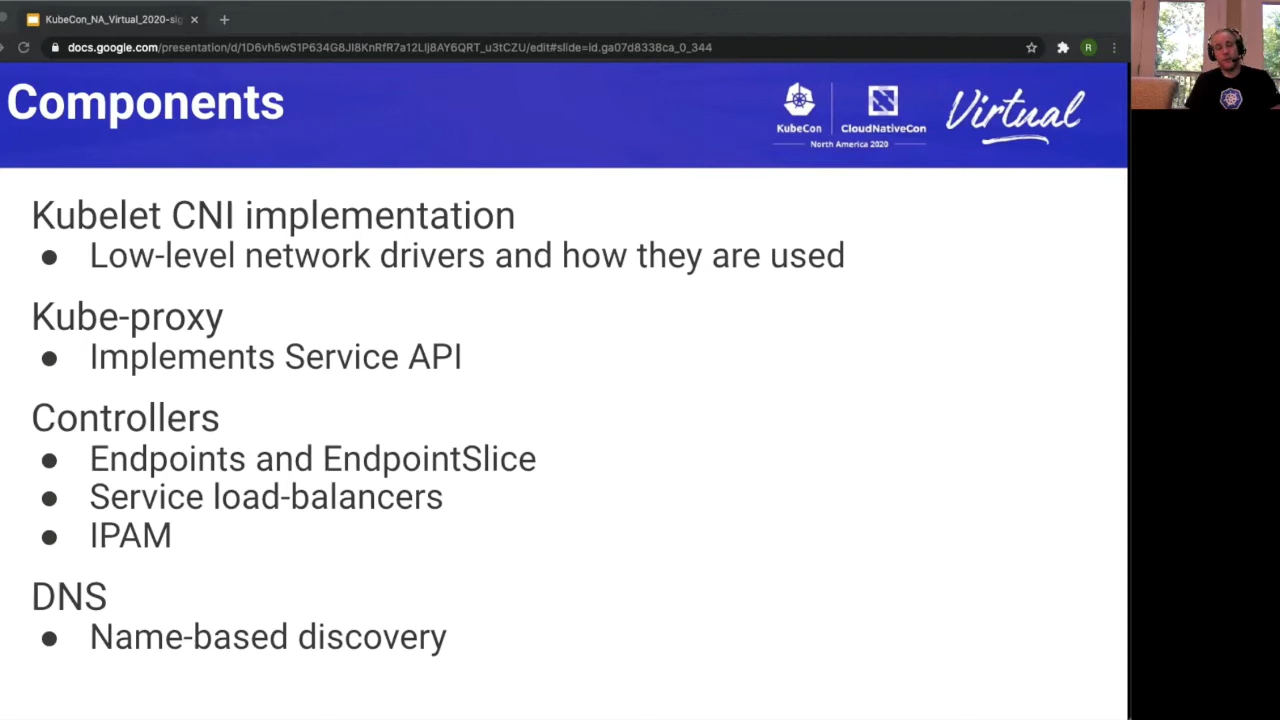 KubeCon_NA_Virtual_2020-sig
docs.google.com/presentation/d/1D6vh5wS1P634G8JI8KnRfR7a12LIj8AY6QRT_u3tCZU/edit#slide=id.ga07d8338ca_0_344
R
Components
KubeCon
CloudNativeCon
North America 2020
Virtual
Kubelet CNI implementation
● Low-level network drivers and how they are used
Kube-proxy
● Implements Service API
Controllers
● Endpoints and EndpointSlice
● Service load-balancers
● IPAM
DNS
● Name-based discovery